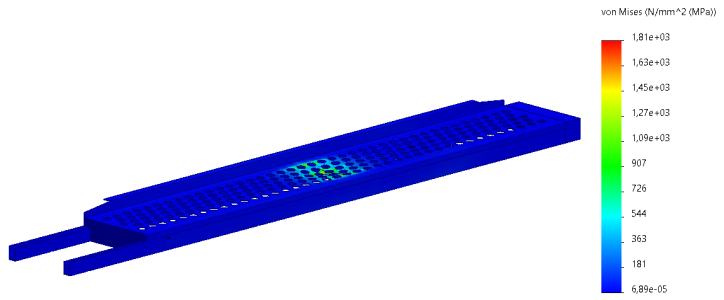 von Mises (N/mm^2 (MPa))
1,81e+03
1,63e+03
1,45e+03
1,27e+03
1,09e+03
907
726
544
363
181
6,89e-05